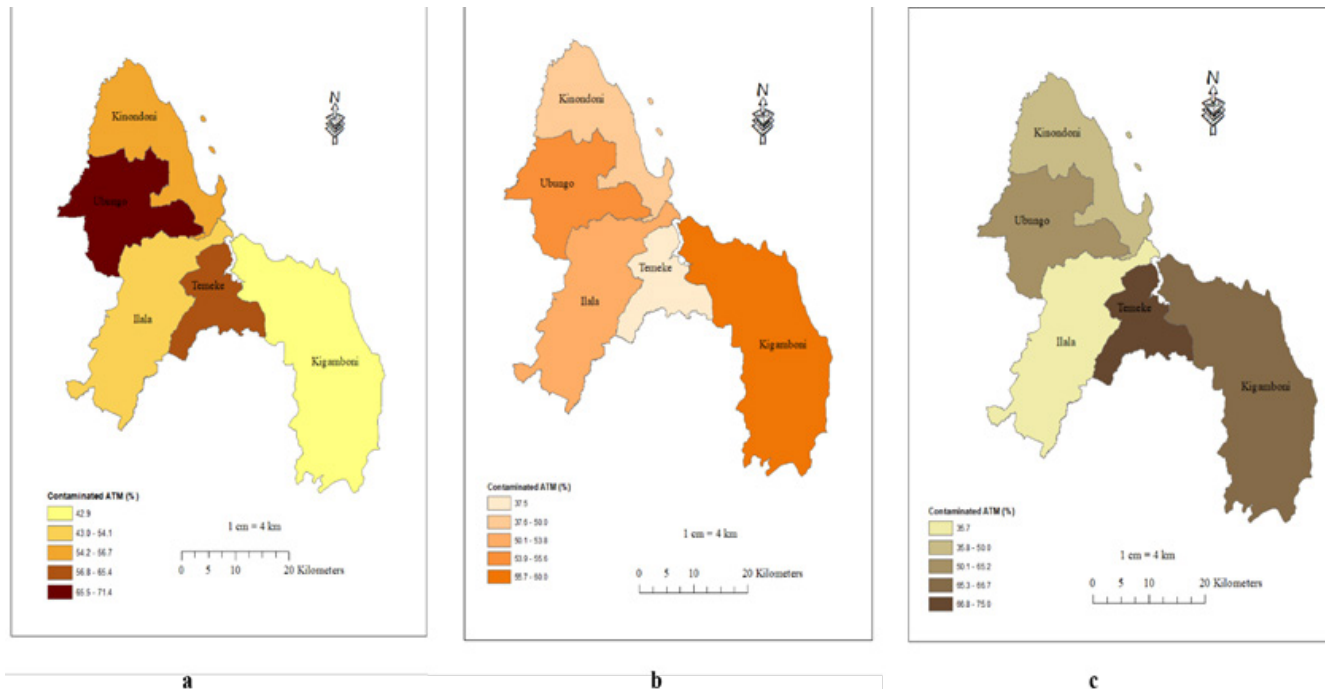 N
Kinondoni
Ubungo
Temeke
Ilala
Kigamboni
Contaminated ATM (%)
42.9
43.0 - 54.1
54.2 - 56.7
56.8 - 65.4
65.5 - 71.4
1 cm = 4 km
0 5 10 20 Kilometers
a
N
Kinondoni
Ubungo
Temeke
Ilala
Kigamboni
Contaminated ATM (%)
37.5
37.6 - 50.0
50.1 - 53.8
53.9 - 55.6
55.7 - 60.0
1 cm = 4 km
0 5 10 20 Kilometers
b
N
Kinondoni
Ubungo
Temeke
Ilala
Kigamboni
Contaminated ATM (%)
35.7
35.8 - 50.0
50.1 - 65.2
65.3 - 66.7
66.8 - 75.0
1 cm = 4 km
0 5 10 20 Kilometers
c